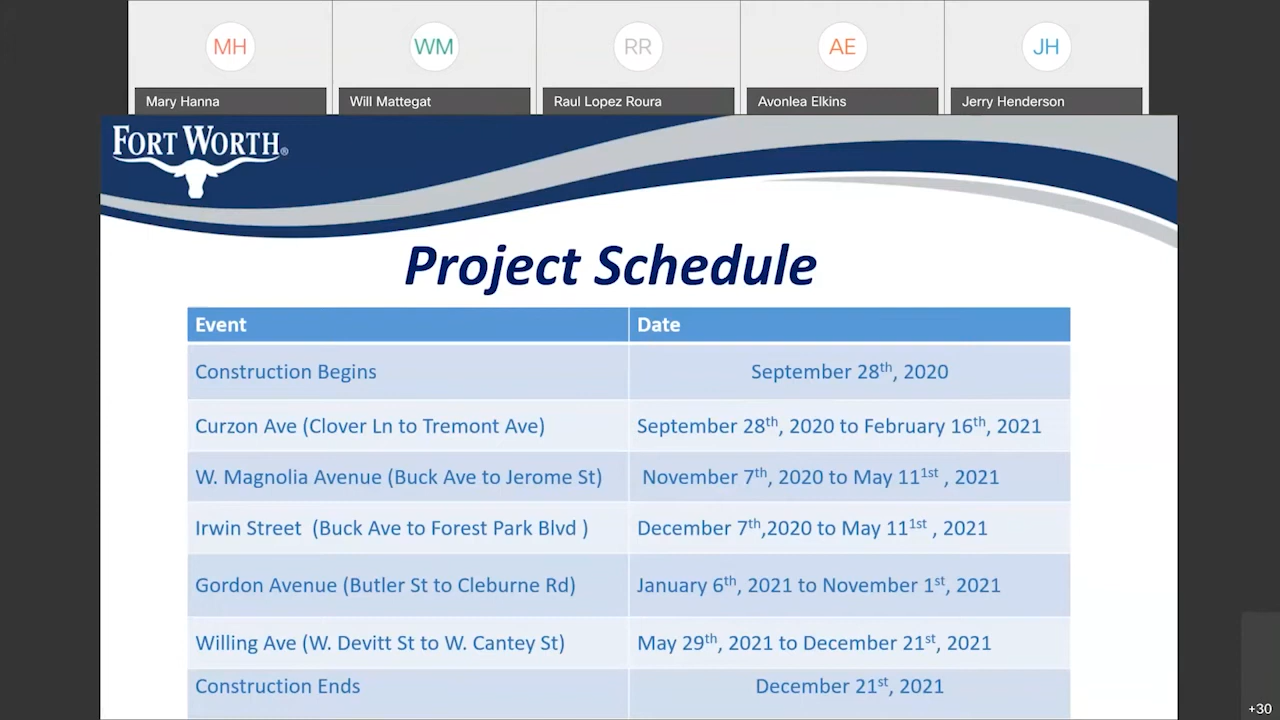 MH WM RR AE JH
Mary Hanna Will Mattegat Raul Lopez Roura Avonlea Elkins Jerry Henderson
FORT WORTH®
Project Schedule
Event Date
Construction Begins September 28th, 2020
Curzon Ave (Clover Ln to Tremont Ave) September 28th, 2020 to February 16th, 2021
W. Magnolia Avenue (Buck Ave to Jerome St) November 7th, 2020 to May 111st , 2021
Irwin Street (Buck Ave to Forest Park Blvd ) December 7th,2020 to May 111st , 2021
Gordon Avenue (Butler St to Cleburne Rd) January 6th, 2021 to November 1st, 2021
Willing Ave (W. Devitt St to W. Cantey St) May 29th, 2021 to December 21st, 2021
Construction Ends December 21st, 2021
+30